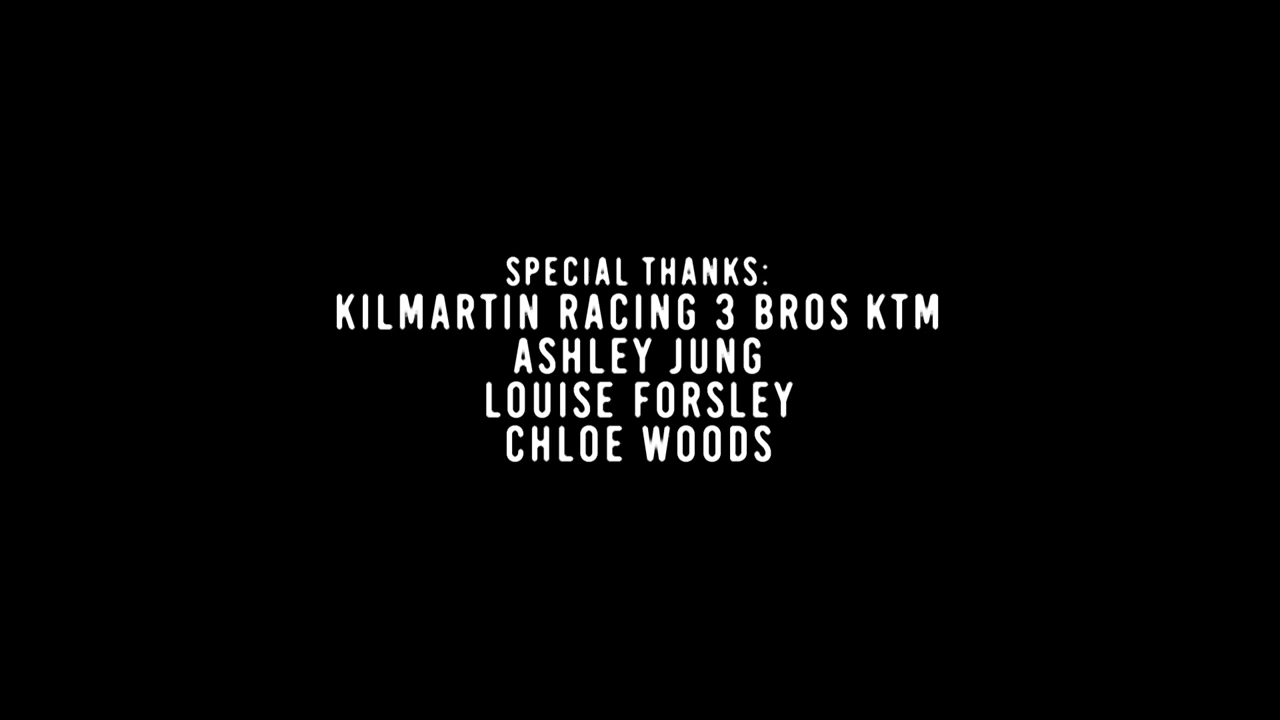 SPECIAL THANKS:
KILMARTIN RACING 3 BROS KTM
ASHLEY JUNG
LOUISE FORSLEY
CHLOE WOODS